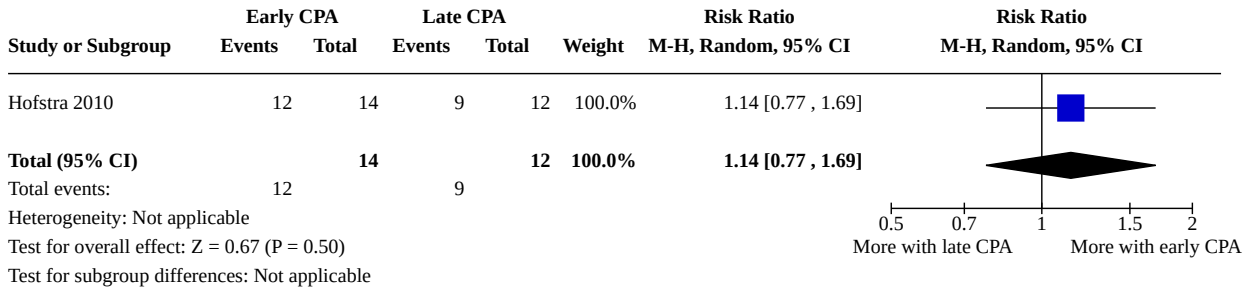 Early CPA Late CPA Risk Ratio Risk Ratio
Study or Subgroup Events Total Events Total Weight M-H, Random, 95% CI M-H, Random, 95% CI
Hofstra 2010 12 14 9 12 100.0% 1.14 [0.77 , 1.69]
Total (95% CI) 14 12 100.0% 1.14 [0.77 , 1.69]
Total events: 12 9
Heterogeneity: Not applicable
0.5 0.7 1 1.5 2
Test for overall effect: Z = 0.67 (P = 0.50) More with late CPA More with early CPA
Test for subgroup differences: Not applicable